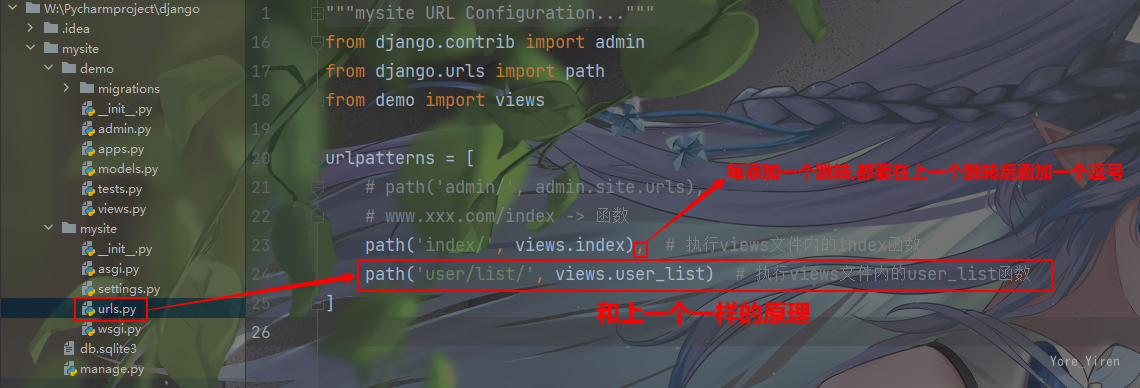 W:\Pycharmproject\django
.idea
mysite
demo
migrations
__init__.py
admin.py
apps.py
models.py
tests.py
views.py
mysite
__init__.py
asgi.py
settings.py
urls.py
wsgi.py
db.sqlite3
manage.py
1 """mysite URL Configuration..."""
16 from django.contrib import admin
17 from django.urls import path
18 from demo import views
19
20 urlpatterns = [
21 # path('admin/', admin.site.urls),
每添加一个跳转,都要在上一个跳转后面加一个逗号
22 # www.xxx.com/index -> 函数
23 path('index/', views.index), # 执行views文件内的index函数
24 path('user/list/', views.user_list) # 执行views文件内的user_list函数
25 ]
和上一个一样的原理
26
Yore_Yiren